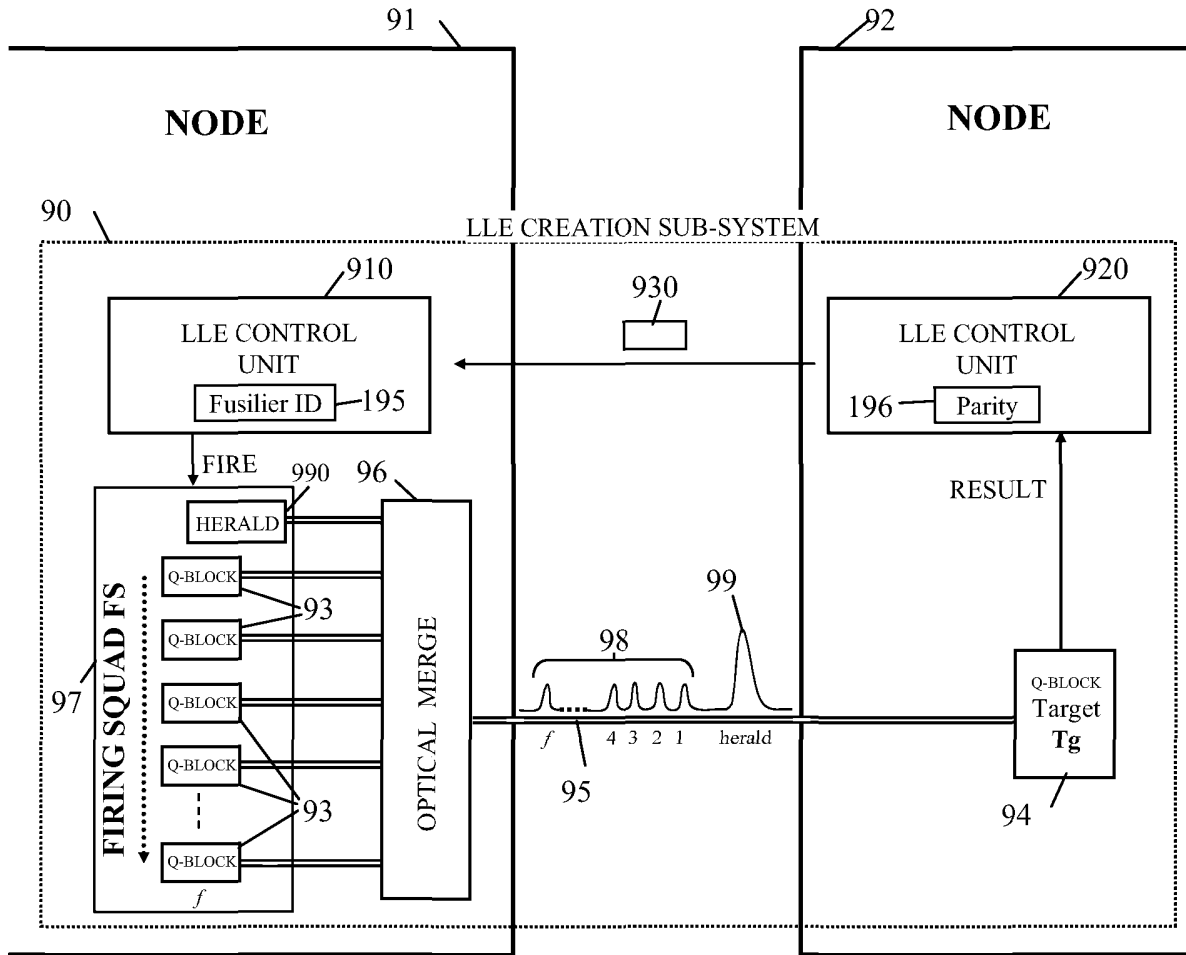 91
92
NODE
NODE
90
LLE CREATION SUB-SYSTEM
910
930
920
LLE CONTROL
UNIT
Fusilier ID
195
LLE CONTROL
UNIT
196
Parity
FIRE
990
96
RESULT
HERALD
FIRING SQUAD FS
Q-BLOCK
93
Q-BLOCK
Q-BLOCK
Q-BLOCK
93
Q-BLOCK
f
97
OPTICAL MERGE
98
99
f
4 3 2 1
herald
95
Q-BLOCK
Target
Tg
94